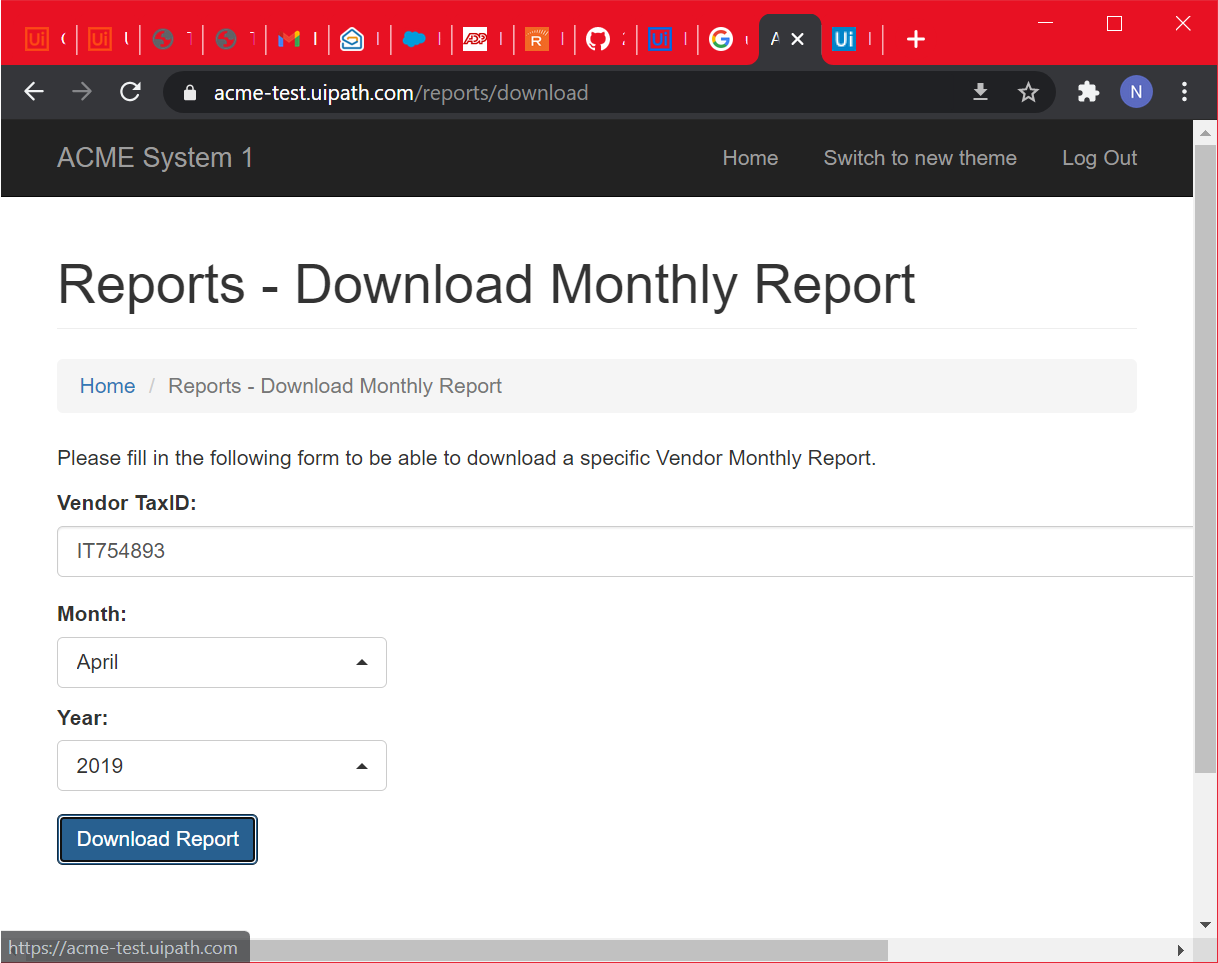 acme-test.uipath.com/reports/download
N
ACME System 1
Home Switch to new theme Log Out
Reports - Download Monthly Report
Home / Reports - Download Monthly Report
Please fill in the following form to be able to download a specific Vendor Monthly Report.
Vendor TaxID:
IT754893
Month:
April
Year:
2019
Download Report
https://acme-test.uipath.com